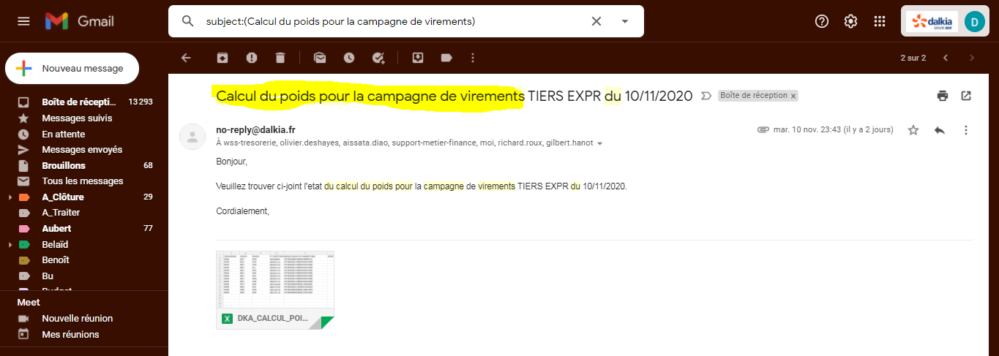 Gmail
subject:(Calcul du poids pour la campagne de virements)
dalkia
GROUPE EDF
D
Nouveau message
2 sur 2
Boîte de récepti... 13 293
Messages suivis
En attente
Messages envoyés
Brouillons 68
Tous les messages
A_Clôture 29
A_Traiter
Aubert 77
Belaïd
Benoît
Bu
Budget
Meet
Nouvelle réunion
Mes réunions
Calcul du poids pour la campagne de virements TIERS EXPR du 10/11/2020
Boîte de réception x
no-reply@dalkia.fr
mar. 10 nov. 23:43 (il y a 2 jours)
À wss-tresorerie, olivier.deshayes, aissata.diao, support-metier-finance, moi, richard.roux, gilbert.hanot
Bonjour,
Veuillez trouver ci-joint l'etat du calcul du poids pour la campagne de virements TIERS EXPR du 10/11/2020.
Cordialement,
X DKA_CALCUL_POI...